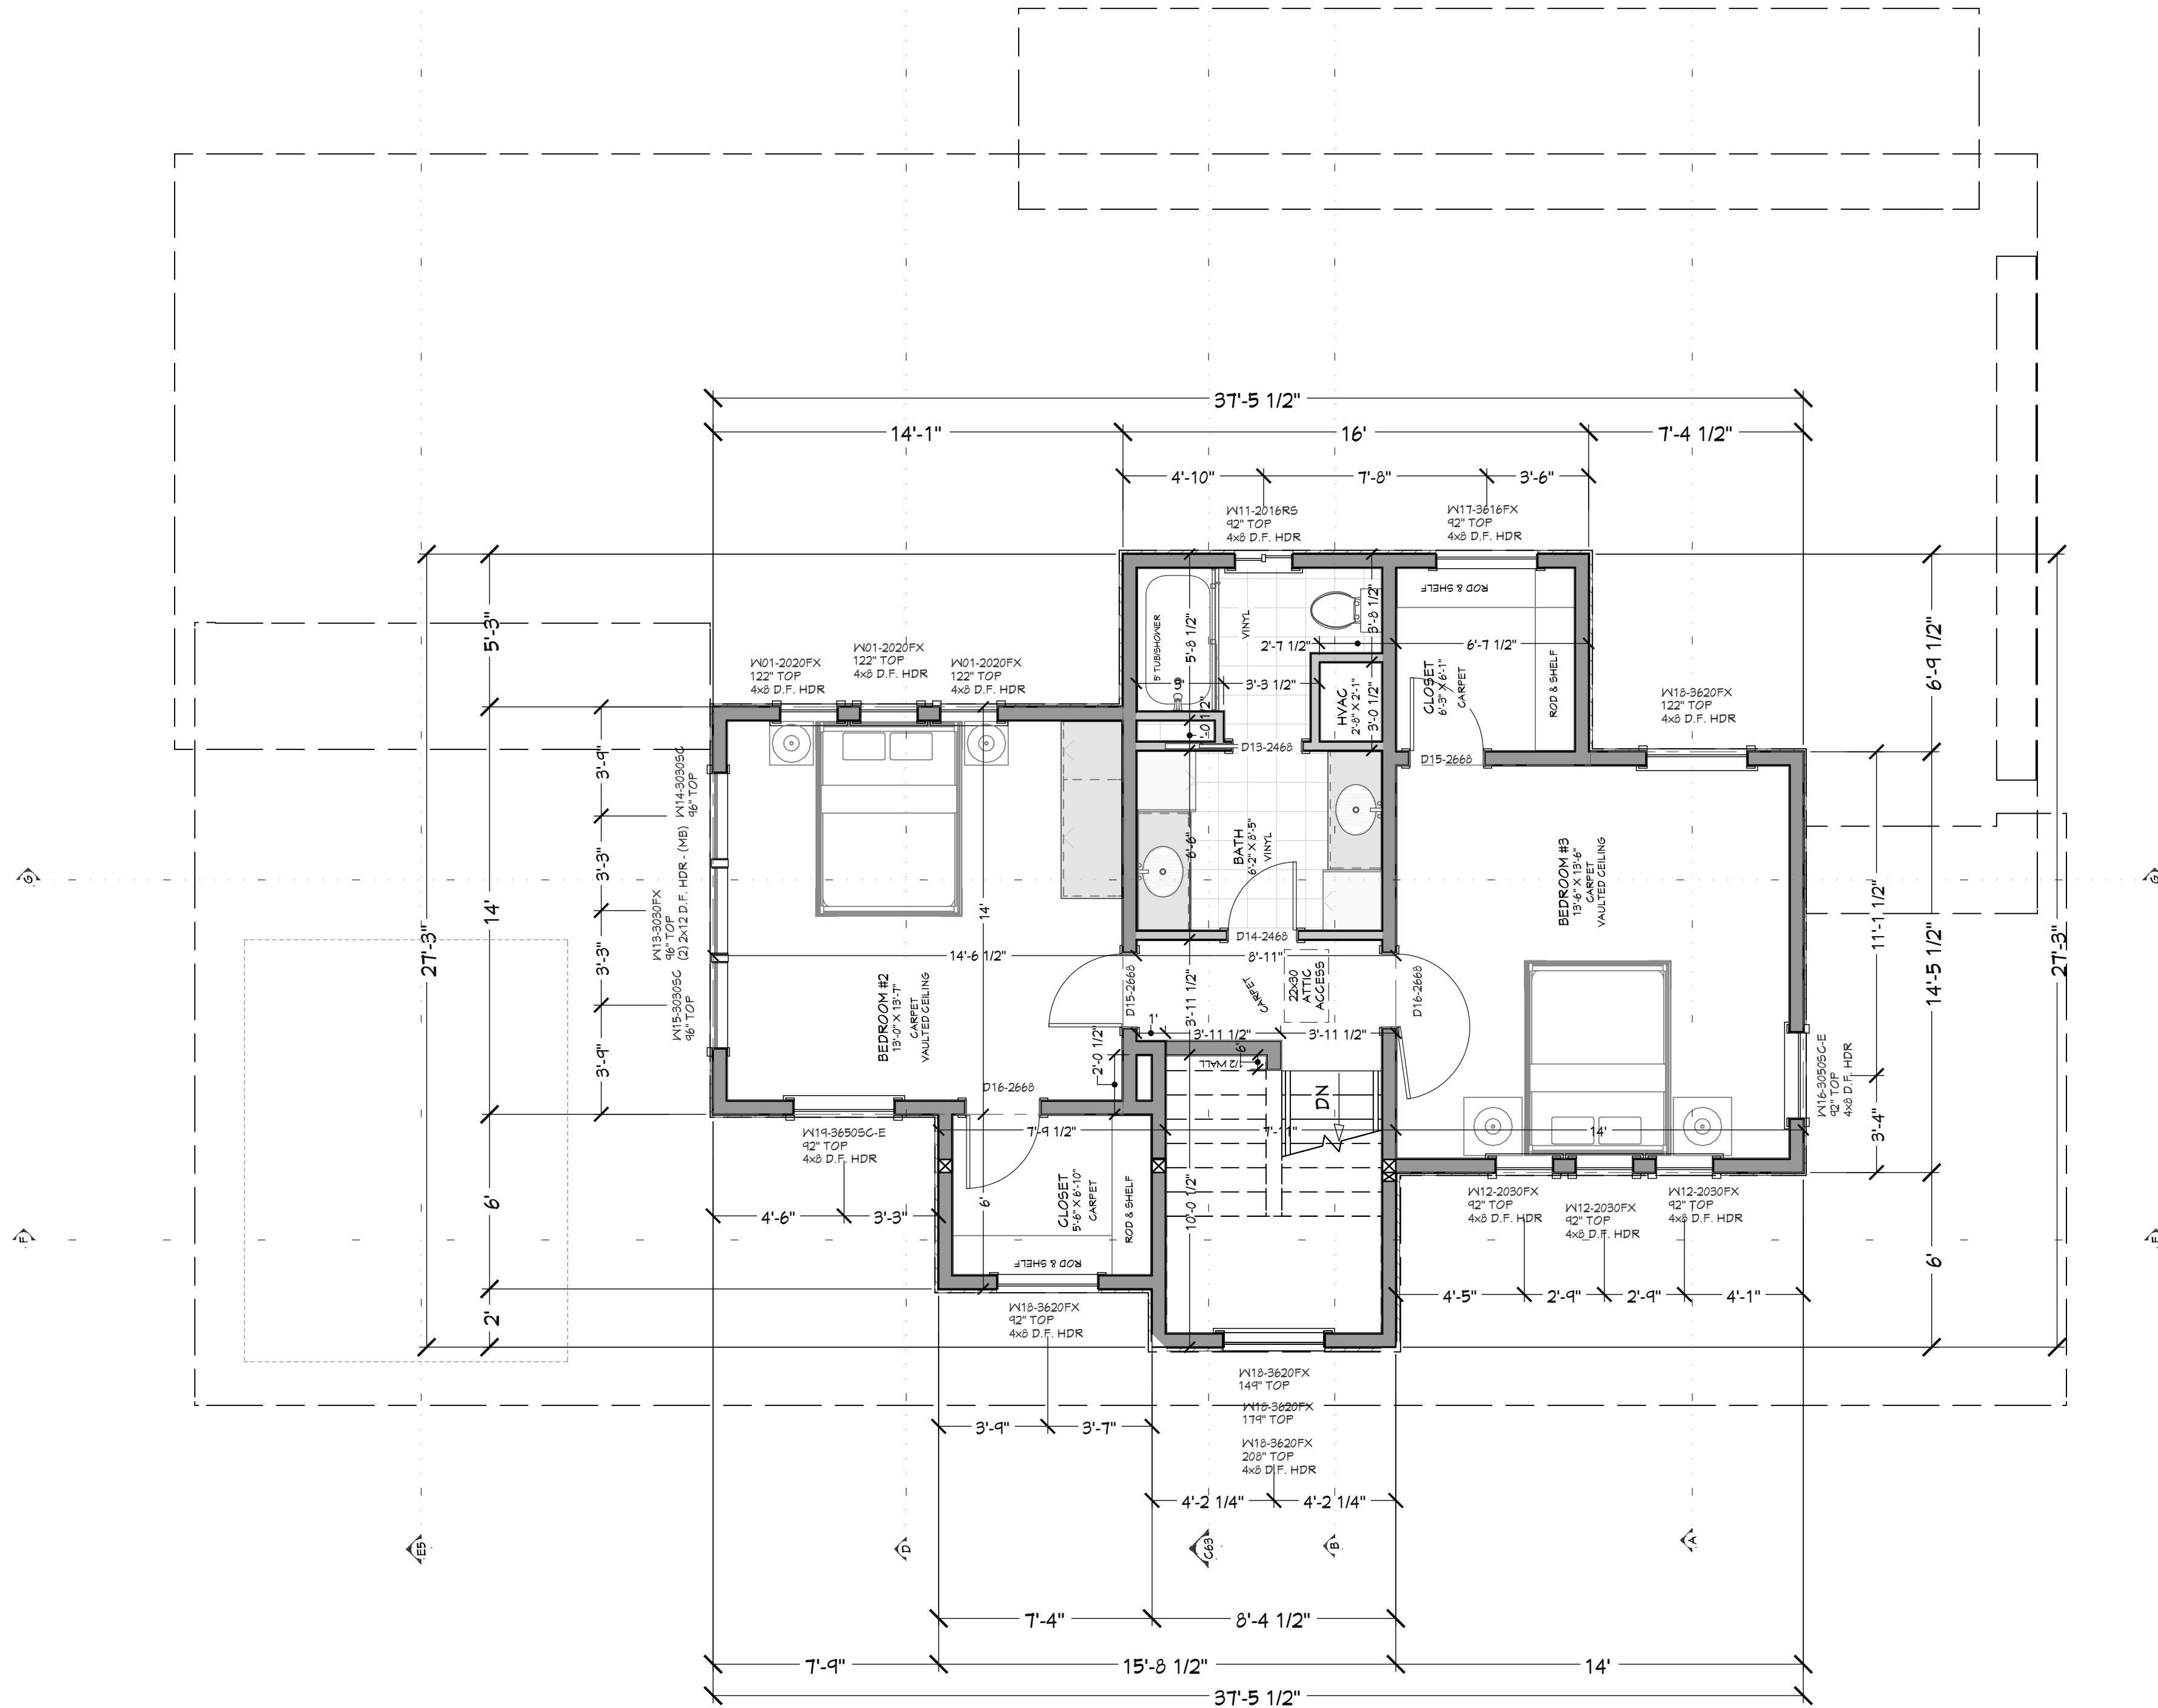 37'-5 1/2"
14'-1"
16'
7'-4 1/2"
4'-10"
7'-8"
3'-6"
W11-2016RS
92" TOP
4x8 D.F. HDR
W17-3616FX
92" TOP
4x8 D.F. HDR
5'-3"
27'-3"
14'
6'
2'
3'-9"
3'-3"
3'-3"
3'-9"
W01-2020FX
122" TOP
4x8 D.F. HDR
W01-2020FX
122" TOP
4x8 D.F. HDR
W01-2020FX
122" TOP
4x8 D.F. HDR
W14-3030SC
96" TOP
W13-3030FX
96" TOP
(2) 2x12 D.F. HDR - (MB)
W15-3030SC
96" TOP
5' TUB/SHOWER
5'-8 1/2"
VINYL
2'-7 1/2"
3'-8 1/2"
3'-3 1/2"
HVAC
2'-8" X 2'-1"
3'-0 1/2"
ROD & SHELF
6'-7 1/2"
CLOSET
6'-3" X 6'-1"
CARPET
ROD & SHELF
D13-2468
D15-2668
W18-3620FX
122" TOP
4x8 D.F. HDR
6'-9 1/2"
14'-5 1/2"
6'
27'-3"
11'-1 1/2"
3'-4"
6'-6"
BATH
6'-2" X 8'-5"
VINYL
D14-2468
BEDROOM #3
13'-6" X 13'-6"
CARPET
VAULTED CEILING
14'
14'-6 1/2"
8'-11"
BEDROOM #2
13'-0" X 13'-7"
CARPET
VAULTED CEILING
D15-2668
3'-11 1/2"
CARPET
22x30
ATTIC
ACCESS
D16-2668
1'
3'-11 1/2"
3'-11 1/2"
2'-0 1/2"
6"
1/2 WALL
DN
D16-2668
7'-9 1/2"
7'-11"
14'
W16-3050SC-E
92" TOP
4x8 D.F. HDR
W19-3650SC-E
92" TOP
4x8 D.F. HDR
4'-6"
3'-3"
6'
CLOSET
5'-6" X 6'-10"
CARPET
ROD & SHELF
ROD & SHELF
10'-0 1/2"
W12-2030FX
92" TOP
4x8 D.F. HDR
W12-2030FX
92" TOP
4x8 D.F. HDR
W12-2030FX
92" TOP
4x8 D.F. HDR
4'-5"
2'-9"
2'-9"
4'-1"
W18-3620FX
92" TOP
4x8 D.F. HDR
W18-3620FX
149" TOP
W18-3620FX
179" TOP
W18-3620FX
208" TOP
4x8 D.F. HDR
3'-9"
3'-7"
4'-2 1/4"
4'-2 1/4"
G
G
F
F
E5
D
C63
B
A
7'-4"
8'-4 1/2"
7'-9"
15'-8 1/2"
14'
37'-5 1/2"